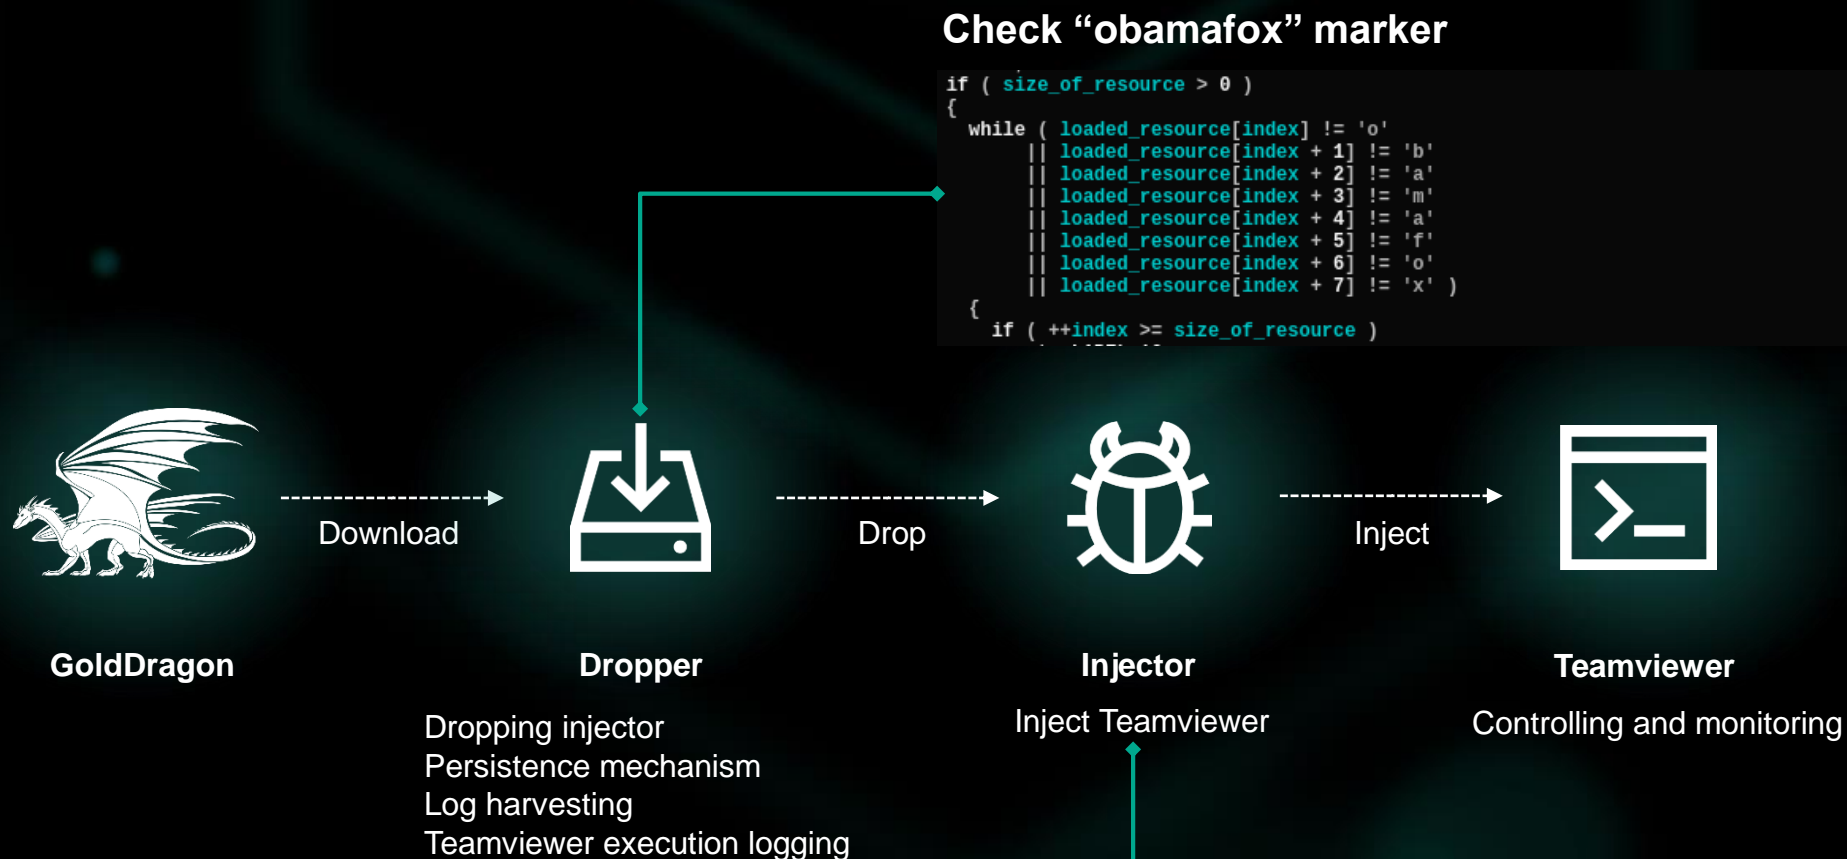 Check “obamafox” marker
if ( size_of_resource > 0 )
{
while ( loaded_resource[index] != 'o'
|| loaded_resource[index + 1] != 'b'
|| loaded_resource[index + 2] != 'a'
|| loaded_resource[index + 3] != 'm'
|| loaded_resource[index + 4] != 'a'
|| loaded_resource[index + 5] != 'f'
|| loaded_resource[index + 6] != 'o'
|| loaded_resource[index + 7] != 'x' )
{
if ( ++index >= size_of_resource )
Download
Drop
Inject
GoldDragon
Dropper
Injector
Teamviewer
Dropping injector
Persistence mechanism
Log harvesting
Teamviewer execution logging
Inject Teamviewer
Controlling and monitoring